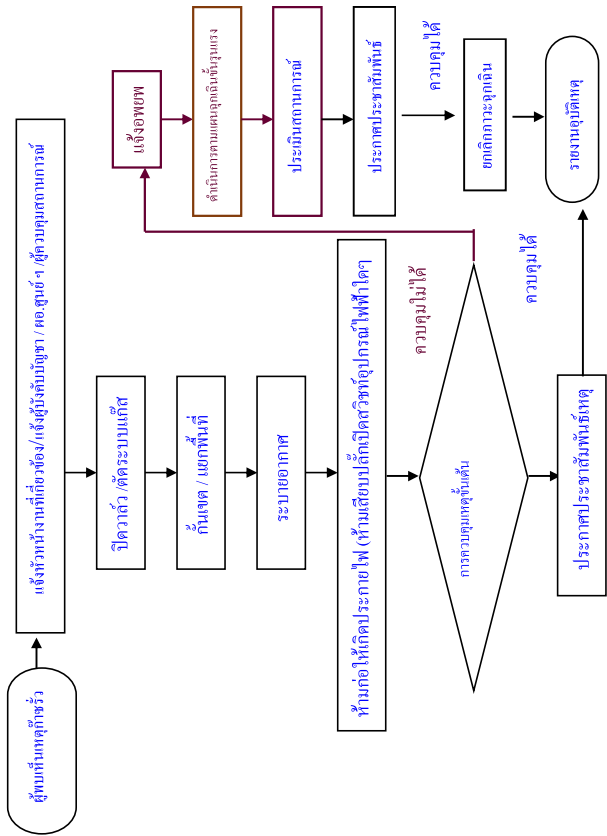 ผู้พบเห็นเหตุก๊าซรั่ว
แจ้งหัวหน้างานที่เกี่ยวข้อง/แจ้งผู้บังคับบัญชา / ผอ.ศูนย์ ฯ / ผู้ควบคุมสถานการณ์
ปิดวาล์ว /ตัดระบบแก๊ส
กั้นเขต / แยกพื้นที่
ระบายอากาศ
ห้ามก่อให้เกิดประกายไฟ (ห้ามเสียบปลั๊กเปิดสวิชท์อุปกรณ์ไฟฟ้าใดๆ
การควบคุมเหตุขั้นต้น
ควบคุมไม่ได้
แจ้งอพยพ
ดำเนินการตามแผนฉุกเฉินขั้นรุนแรง
ประเมินสถานการณ์
ประกาศประชาสัมพันธ์
ควบคุมได้
ยกเลิกภาวะฉุกเฉิน
รายงานอุบัติเหตุ
ควบคุมได้
ประกาศประชาสัมพันธ์เหตุ